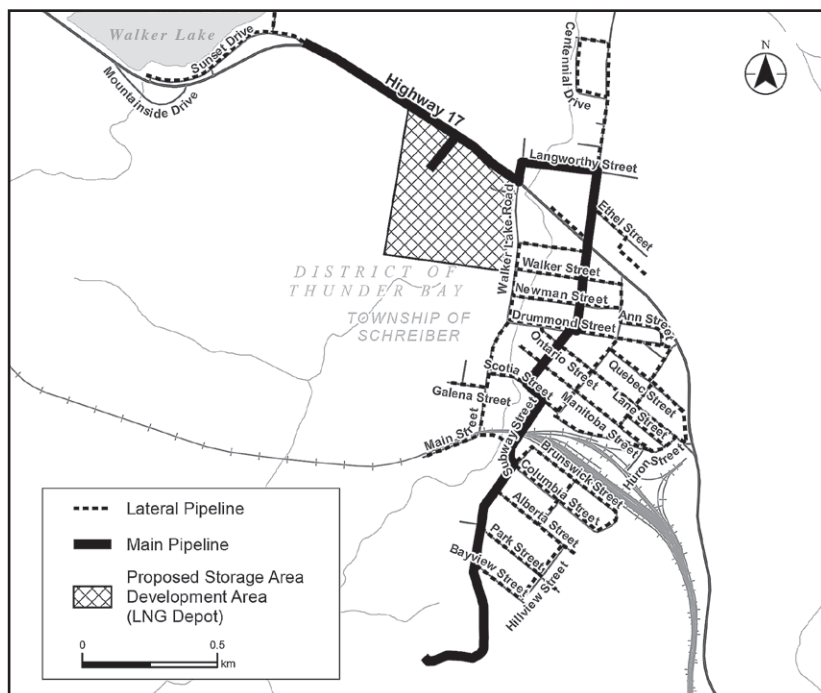 Walker Lake
Sunset Drive
Mountainside Drive
Highway 17
Centennial Drive
N
Langworthy Street
Ethel Street
Walker Lake Road
Walker Street
Newman Street
Ann Street
Drummond Street
DISTRICT OF
THUNDER BAY
TOWNSHIP OF
SCHREIBER
Ontario Street
Quebec Street
Scotia Street
Galena Street
Lane Street
Manitoba Street
Main Street
Subway Street
Huron Street
Brunswick Street
Columbia Street
Alberta Street
Park Street
Bayview Street
Hillview Street
Lateral Pipeline
Main Pipeline
Proposed Storage Area
Development Area
(LNG Depot)
0 0.5
km